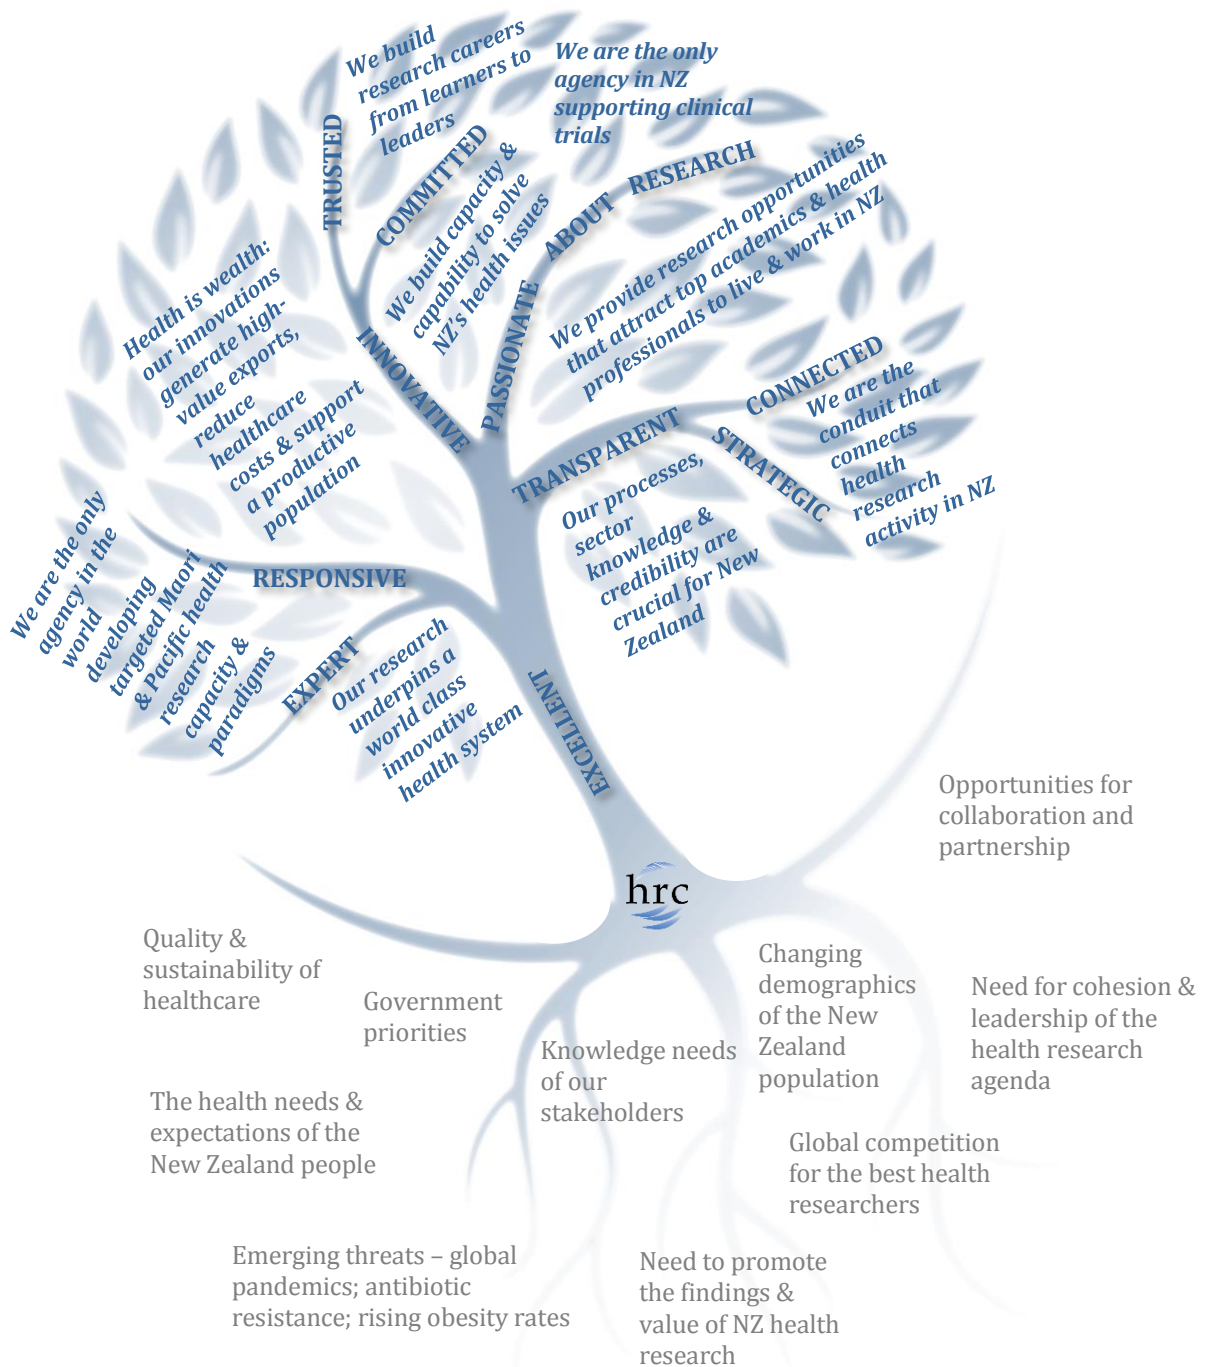 We build
research careers
from learners to
leaders
We are the only
agency in NZ
supporting clinical
trials
TRUSTED
COMMITTED
We build capacity &
capability to solve
NZ's health issues
PASSIONATE ABOUT RESEARCH
We provide research opportunities
that attract top academics & health
professionals to live & work in NZ
Health is wealth:
our innovations
generate high-
value exports,
reduce
healthcare
costs & support
a productive
population
INNOVATIVE
TRANSPARENT
CONNECTED
We are the
conduit that
connects
health
research
activity in NZ
STRATEGIC
Our processes,
sector
knowledge &
credibility are
crucial for New
Zealand
We are the only
agency in the
world
developing
targeted Maori
& Pacific health
research
capacity &
paradigms
RESPONSIVE
EXPERT
Our research
underpins a
world class
innovative
health system
EXCELLENT
hrc
Opportunities for
collaboration and
partnership
Quality &
sustainability of
healthcare
Government
priorities
Knowledge needs
of our
stakeholders
Changing
demographics
of the New
Zealand
population
Need for cohesion &
leadership of the
health research
agenda
The health needs &
expectations of the
New Zealand people
Global competition
for the best health
researchers
Emerging threats – global
pandemics; antibiotic
resistance; rising obesity rates
Need to promote
the findings &
value of NZ health
research